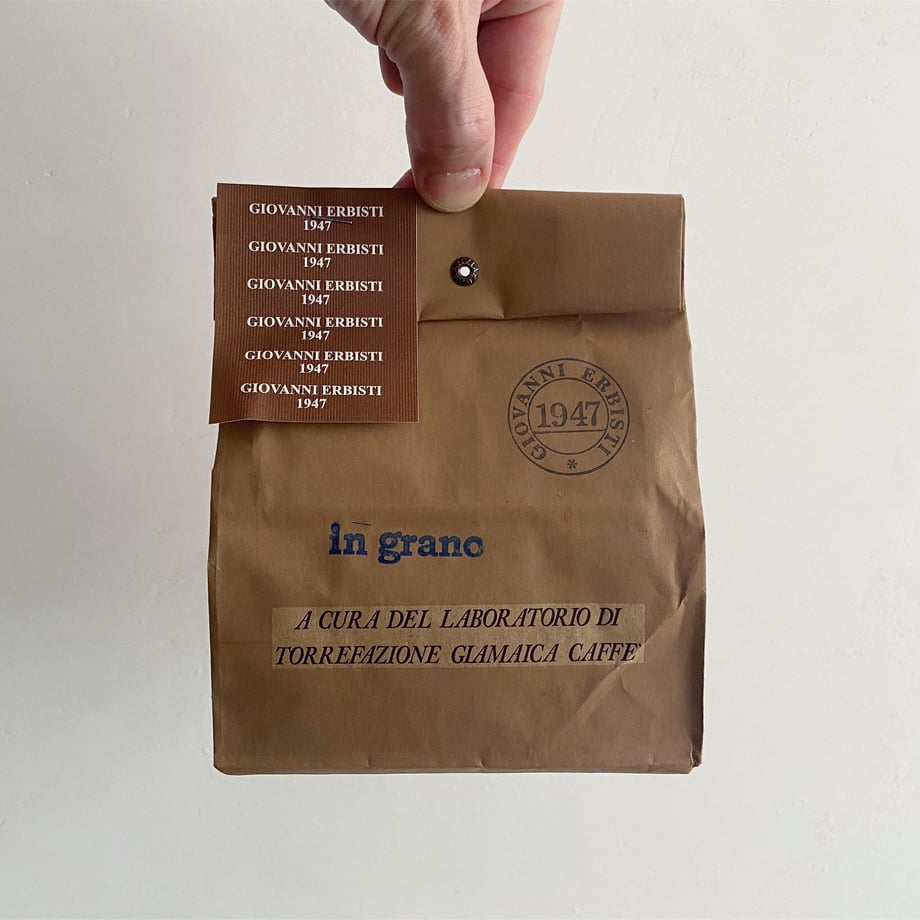 GIOVANNI ERBISTI
1947
GIOVANNI ERBISTI
1947
GIOVANNI ERBISTI
1947
GIOVANNI ERBISTI
1947
GIOVANNI ERBISTI
1947
GIOVANNI ERBISTI
1947
GIOVANNI ERBISTI
1947
*
in grano
A CURA DEL LABORATORIO DI
TORREFAZIONE GIAMAICA CAFFE'